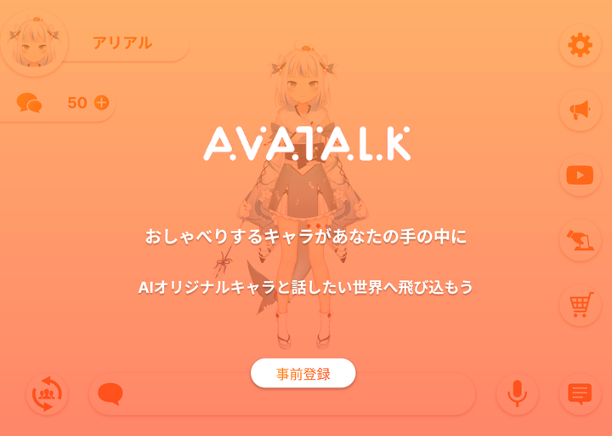 アリアル
50
AVATALK
おしゃべりするキャラがあなたの手の中に
AIオリジナルキャラと話したい世界へ飛び込もう
事前登録